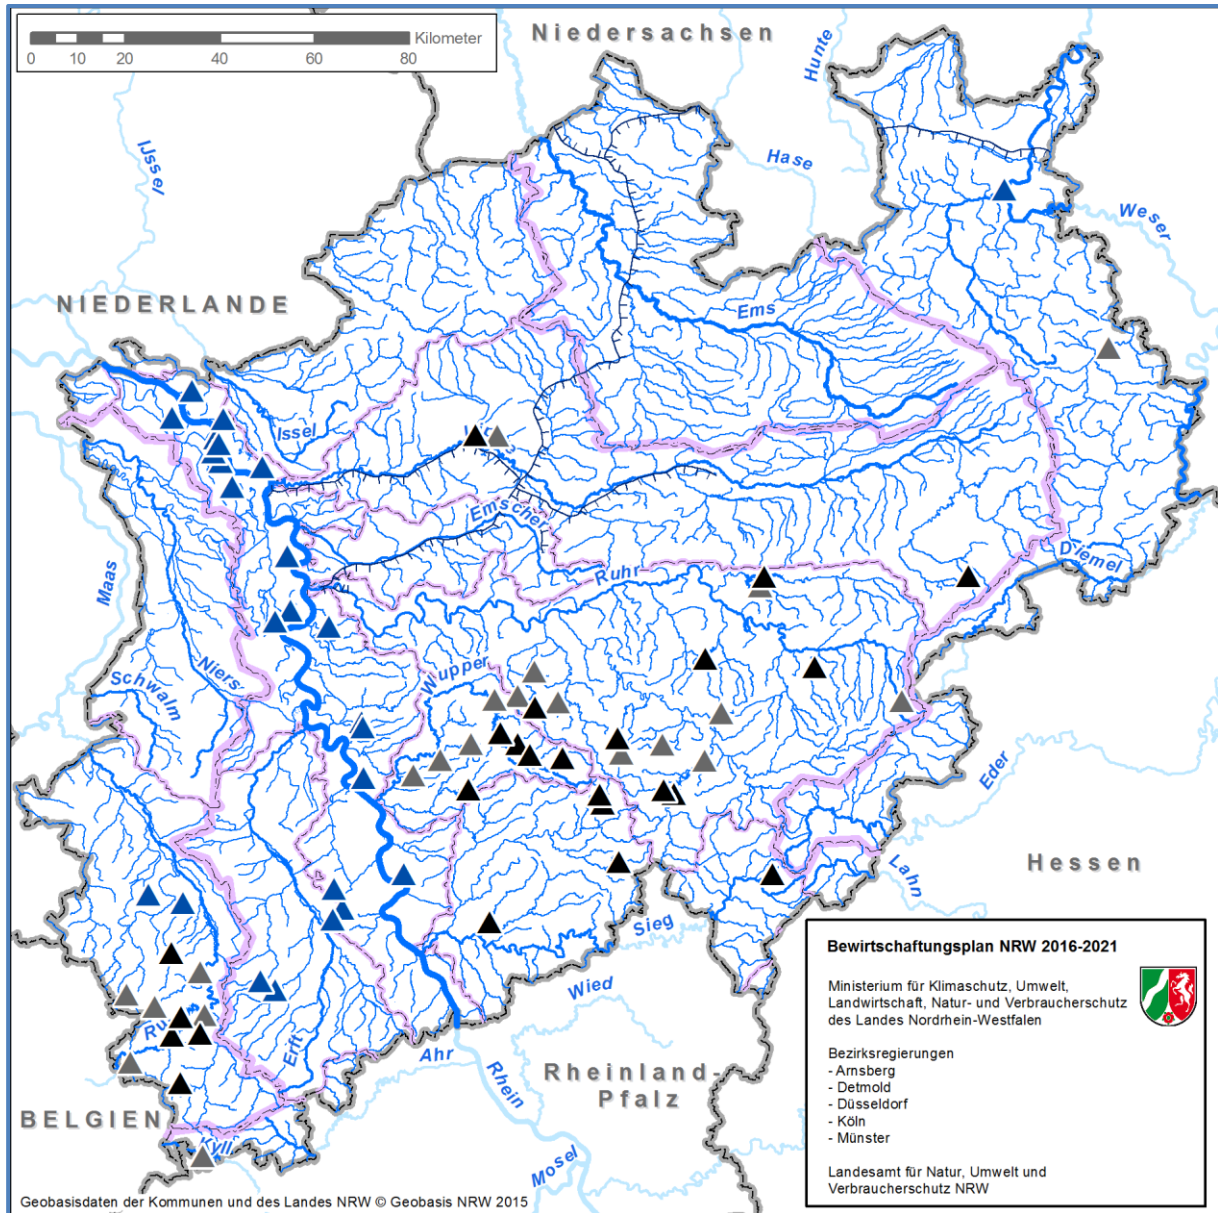 Niedersachsen
Kilometer
0 10 20 40 60 80
Hunte
IJssel
Hase
Weser
NIEDERLANDE
Ems
Issel
Emscher
Maas
Ruhr
Diemel
Wupper
Niers
Schwalm
Eder
Lahn
Hessen
Sieg
Wied
Erft
Ahr
Rhein
Rheinland-
Pfalz
BELGIEN
Kyll
Mosel
Bewirtschaftungsplan NRW 2016-2021
Ministerium für Klimaschutz, Umwelt,
Landwirtschaft, Natur- und Verbraucherschutz
des Landes Nordrhein-Westfalen
Bezirksregierungen
- Arnsberg
- Detmold
- Düsseldorf
- Köln
- Münster
Landesamt für Natur, Umwelt und
Verbraucherschutz NRW
Geobasisdaten der Kommunen und des Landes NRW © Geobasis NRW 2015